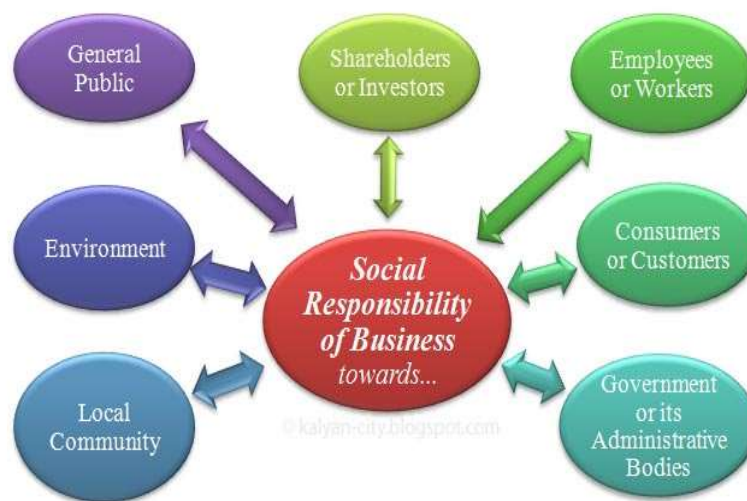 General
Public
Shareholders
or Investors
Employees
or Workers
Environment
Social
Responsibility
of Business
towards...
Consumers
or Customers
Local
Community
Government
or its
Administrative
Bodies
©kalyan-city.blogspot.com